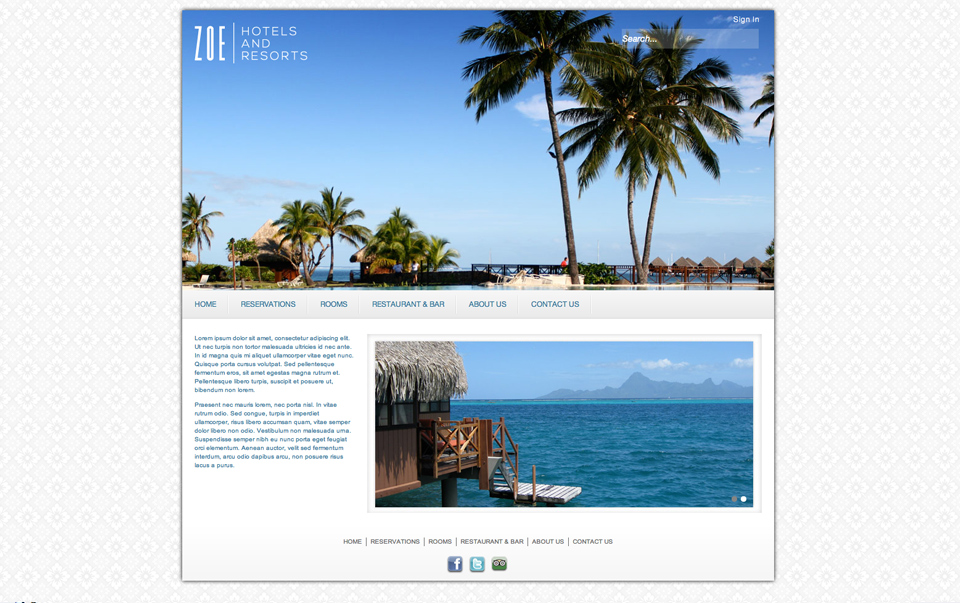 Sign In
ZOE
HOTELS
AND
RESORTS
Search...
HOME RESERVATIONS ROOMS RESTAURANT & BAR ABOUT US CONTACT US
Lorem ipsum dolor sit amet, consectetur adipiscing elit.
Ut nec turpis non tortor malesuada ultricies id nec ante.
In id magna quis mi aliquet ullamcorper vitae eget nunc.
Quisque porta cursus volutpat. Sed pellentesque
fermentum eros, sit amet egestas magna rutrum et.
Pellentesque libero turpis, suscipit et posuere ut,
bibendum non lorem.
Praesent nec mauris lorem, nec porta nisl. In vitae
rutrum odio. Sed congue, turpis in imperdiet
ullamcorper, risus libero accumsan quam, vitae semper
dolor libero non odio. Vestibulum non malesuada urna.
Suspendisse semper nibh eu nunc porta eget feugiat
orci elementum. Aenean auctor, velit sed fermentum
interdum, arcu odio dapibus arcu, non posuere risus
lacus a purus.
HOME RESERVATIONS ROOMS RESTAURANT & BAR ABOUT US CONTACT US